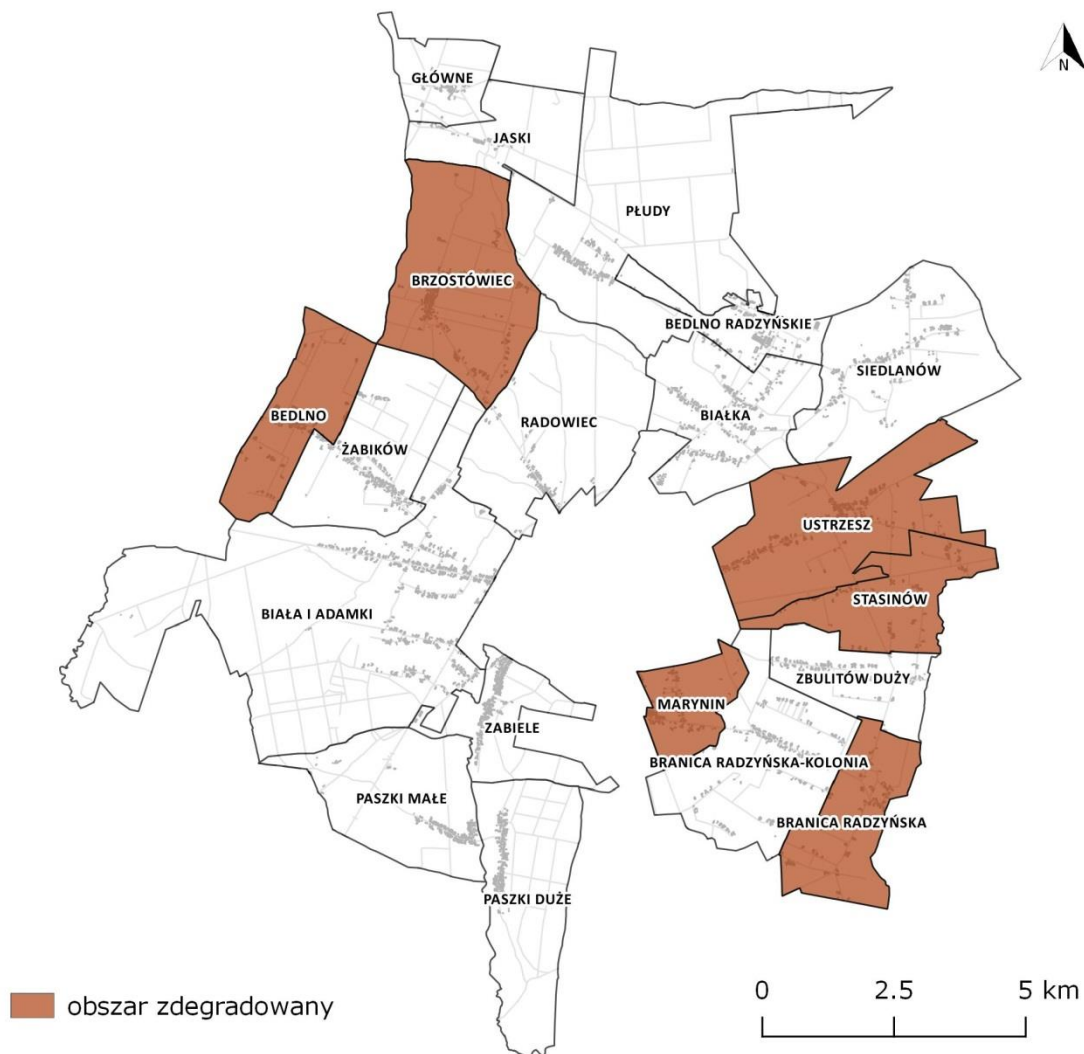 N
GŁÓWNE
JASKI
PŁUDY
BRZOSTÓWIEC
BEDLNO RADZYŃSKIE
SIEDLANÓW
BEDLNO
BIAŁKA
RADOWIEC
ŻABIKÓW
USTRZESZ
STASINÓW
BIAŁA I ADAMKI
ZBULITÓW DUŻY
MARYNIN
ZABIELE
BRANICA RADZYŃSKA-KOLONIA
PASZKI MAŁE
BRANICA RADZYŃSKA
PASZKI DUŻE
obszar zdegradowany
0 2.5 5 km